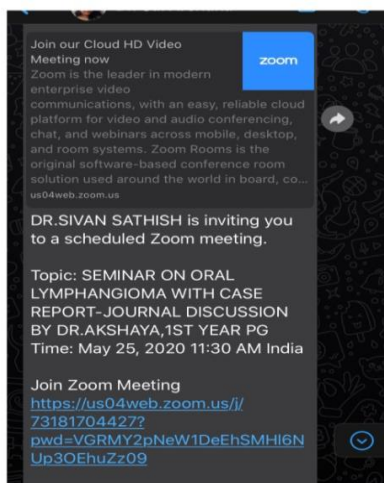 Join our Cloud HD Video
Meeting now
zoom
Zoom is the leader in modern
enterprise video
communications, with an easy, reliable cloud
platform for video and audio conferencing,
chat, and webinars across mobile, desktop,
and room systems. Zoom Rooms is the
original software-based conference room
solution used around the world in board, co...
us04web.zoom.us
DR.SIVAN SATHISH is inviting you
to a scheduled Zoom meeting.
Topic: SEMINAR ON ORAL
LYMPHANGIOMA WITH CASE
REPORT-JOURNAL DISCUSSION
BY DR.AKSHAYA,1ST YEAR PG
Time: May 25, 2020 11:30 AM India
Join Zoom Meeting
https://us04web.zoom.us/j/
73181704427?
pwd=VGRMY2pNeW1DeEhSMHI6N
Up3OEhuZz09